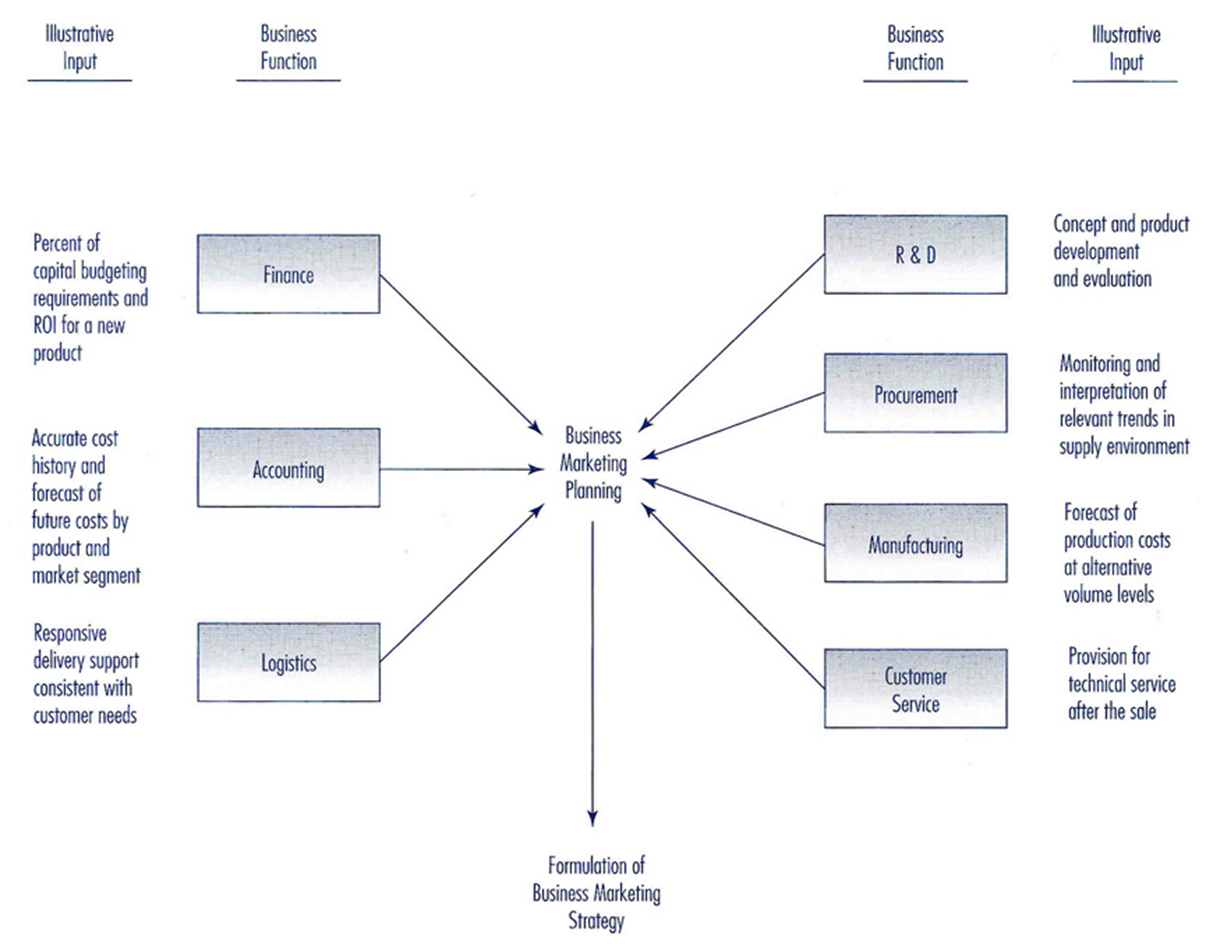 Illustrative
Input
Business
Function
Business
Function
Illustrative
Input
Percent of
capital budgeting
requirements and
ROI for a new
product
Finance
Accurate cost
history and
forecast of
future costs by
product and
market segment
Accounting
Responsive
delivery support
consistent with
customer needs
Logistics
Business
Marketing
Planning
R & D
Concept and product
development
and evaluation
Procurement
Monitoring and
interpretation of
relevant trends in
supply environment
Manufacturing
Forecast of
production costs
at alternative
volume levels
Customer
Service
Provision for
technical service
after the sale
Formulation of
Business Marketing
Strategy